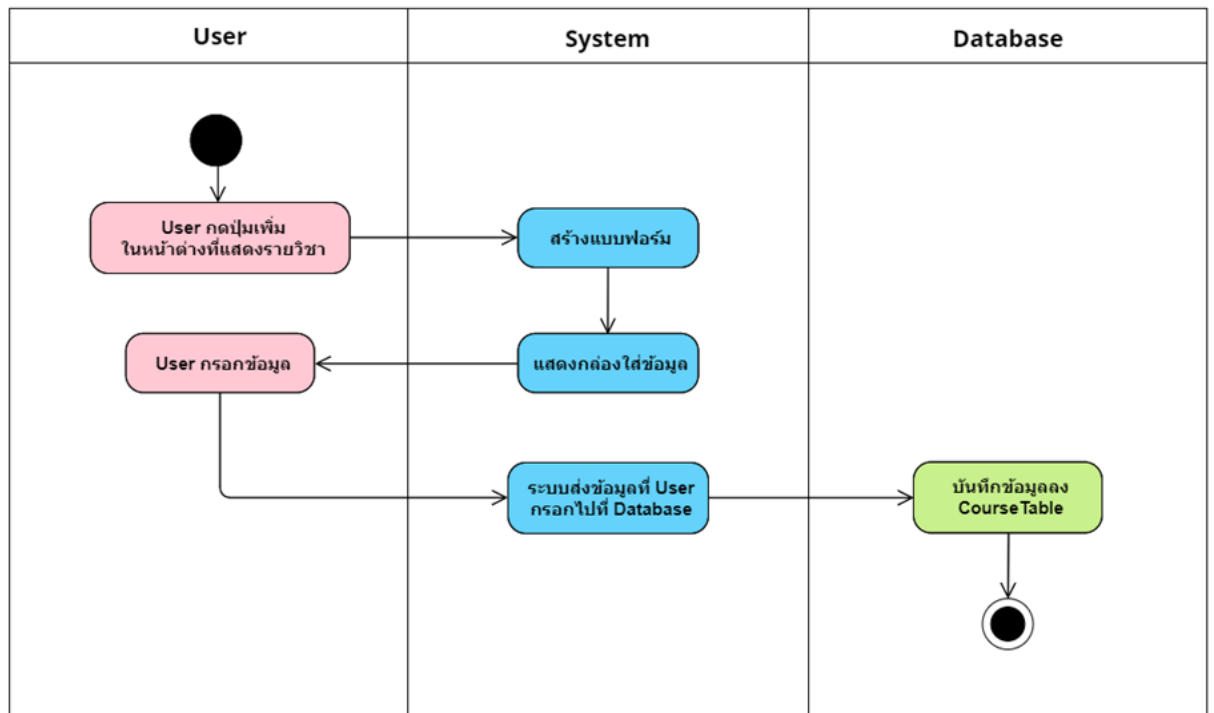 User
System
Database
User กดปุ่มเพิ่ม
ในหน้าต่างที่แสดงรายวิชา
สร้างแบบฟอร์ม
User กรอกข้อมูล
แสดงกล่องใส่ข้อมูล
ระบบส่งข้อมูลที่ User
กรอกไปที่ Database
บันทึกข้อมูลลง
CourseTable